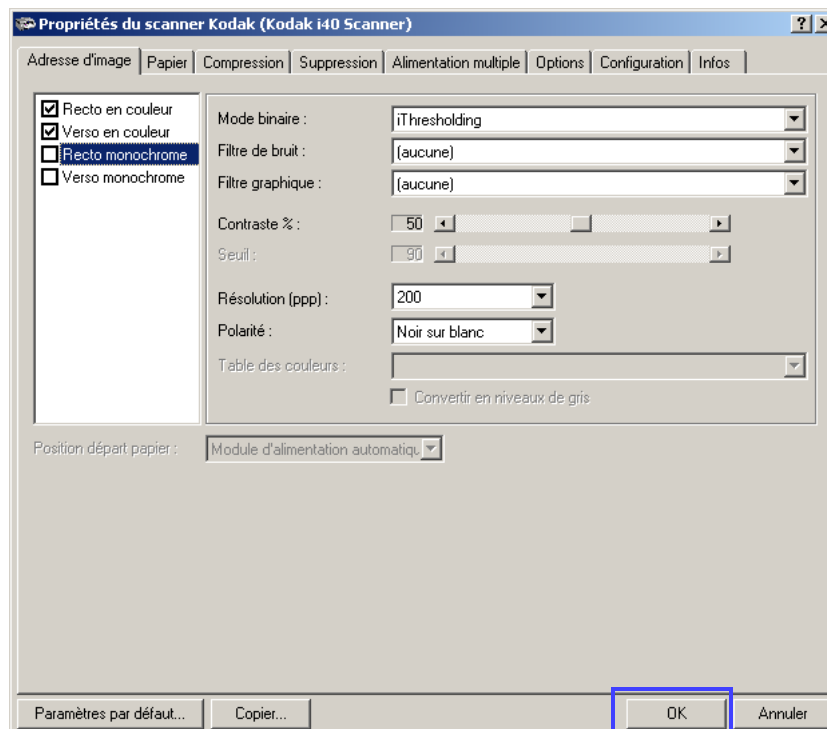 Propriétés du scanner Kodak (Kodak i40 Scanner)
Adresse d'image Papier Compression Suppression Alimentation multiple Options Configuration Infos
Recto en couleur
Verso en couleur
Recto monochrome
Verso monochrome
Mode binaire : iThresholding
Filtre de bruit : (aucune)
Filtre graphique : (aucune)
Contraste % : 50
Seuil : 90
Résolution (ppp) : 200
Polarité : Noir sur blanc
Table des couleurs :
Convertir en niveaux de gris
Position départ papier : Module d'alimentation automatiqu
Paramètres par défaut... Copier... OK Annuler